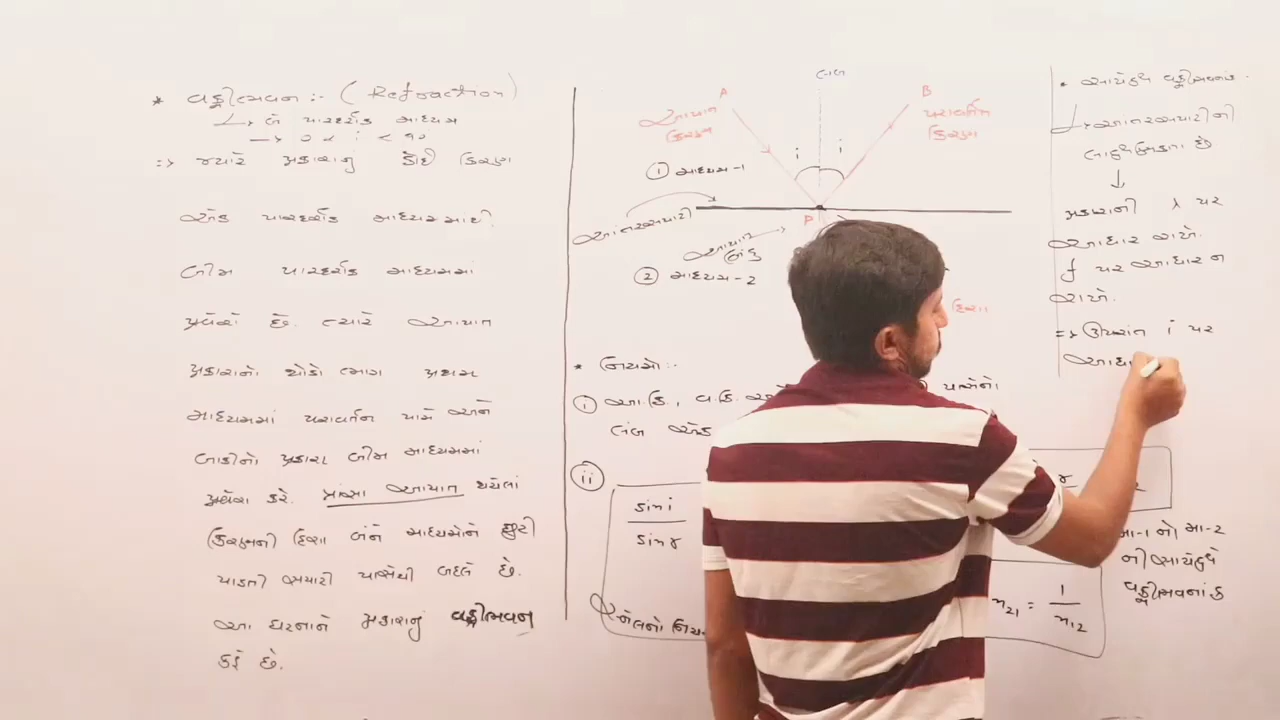 * વક્રીભવન :- (Refraction)
↳ બે પારદર્શક માધ્યમ
→ 0 < i < 90
=> જ્યારે પ્રકાશનું કોઈ કિરણ
એક પારદર્શક માધ્યમમાંથી
બીજા પારદર્શક માધ્યમમાં
પ્રવેશે છે. ત્યારે આપાત
પ્રકાશનો થોડો ભાગ પ્રથમ
માધ્યમમાં પરાવર્તન પામે અને
બાકીનો પ્રકાશ બીજા માધ્યમમાં
પ્રવેશ કરે. ત્રાંસા આપાત થયેલાં
કિરણની દિશા બંને માધ્યમોને છુટી
પાડતી સપાટી પાસેથી બદલે છે.
આ ઘટનાને પ્રકાશનું વક્રીભવન
કહે છે.
લંબ
A
B
આપાત
કિરણ
પરાવર્તિત
કિરણ
i
i
① માધ્યમ-1
આંતરસપાટી
P
આપાત
બિંદુ
② માધ્યમ-2
દિશા
* નિયમો :-
ⓘ આ.કિ., વ.કિ.
લંબ એક
ii
sin i
sin r
સ્નેલનો
n21 = 1
n12
મા-1 નો મા-2
ની સાપેક્ષે
વક્રીભવનાંક
* સાપેક્ષ વક્રીભવનાંક
↳ આંતરસપાટીની
લાક્ષણિકતા છે.
↓
પ્રકાશની λ પર
આધાર રાખે.
f પર આધાર ન
રાખે.
=> ઉપરાંત i પર
આધા